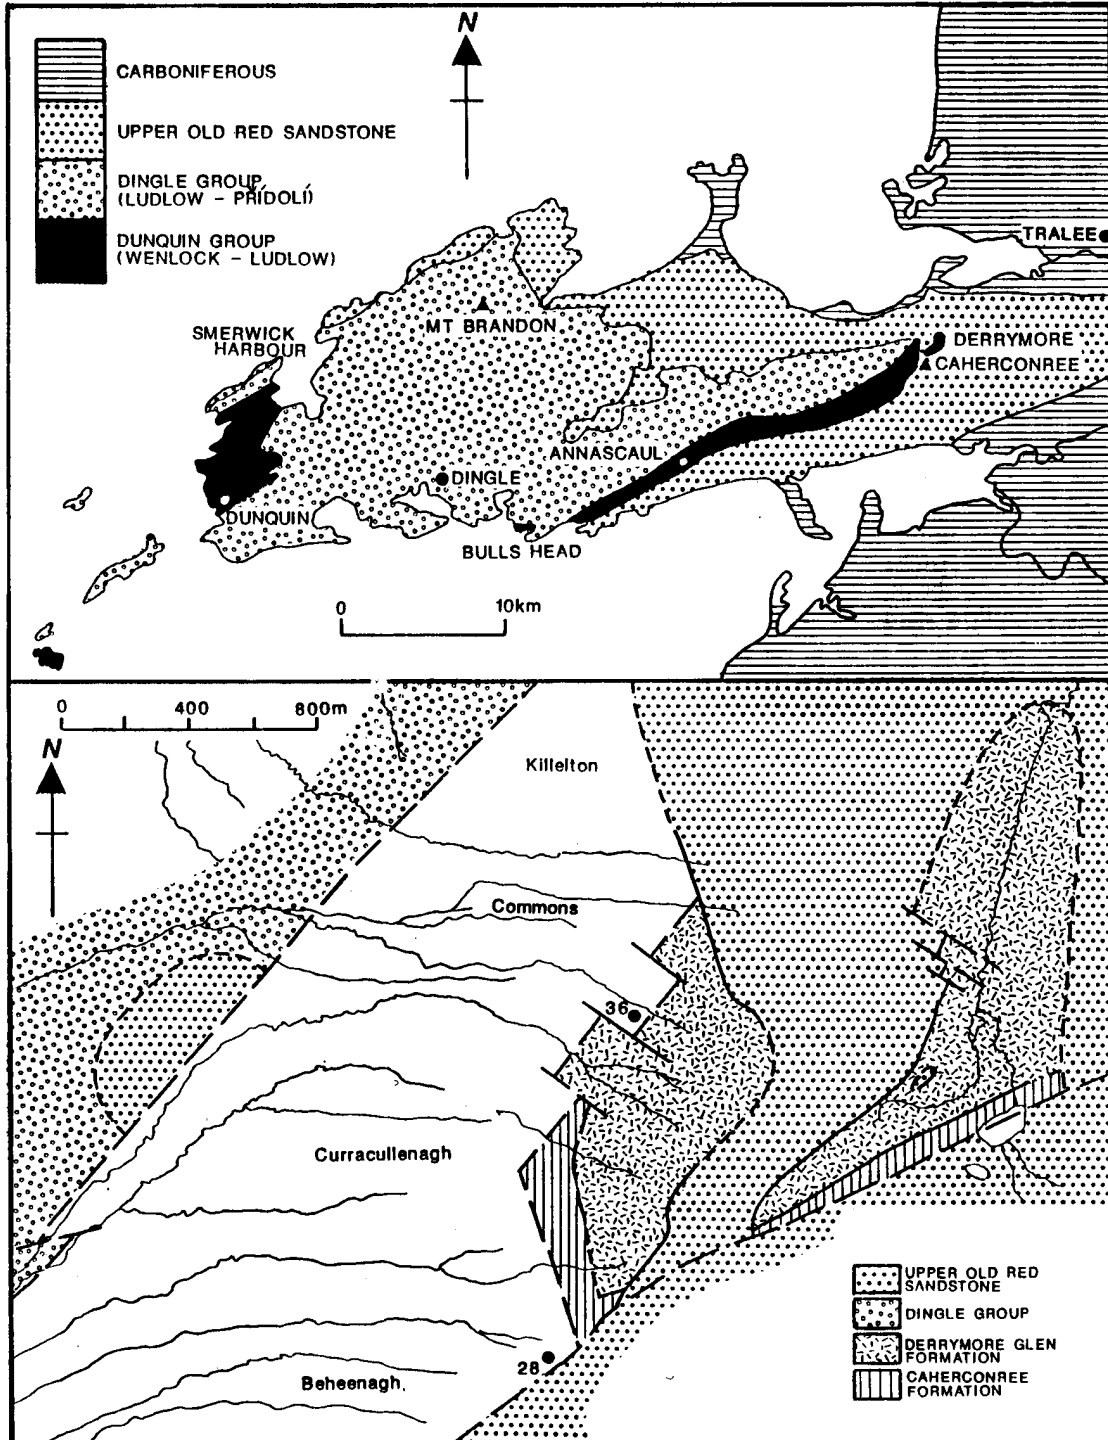 N
CARBONIFEROUS
UPPER OLD RED SANDSTONE
DINGLE GROUP
(LUDLOW – PŘÍDOLÍ)
DUNQUIN GROUP
(WENLOCK – LUDLOW)
TRALEE
SMERWICK
HARBOUR
MT BRANDON
DERRYMORE
CAHERCONREE
ANNASCAUL
DINGLE
DUNQUIN
BULLS HEAD
0 10km
0 400 800m
N
Killelton
Commons
36
Curracullenagh
28
Beheenagh
UPPER OLD RED
SANDSTONE
DINGLE GROUP
DERRYMORE GLEN
FORMATION
CAHERCONREE
FORMATION